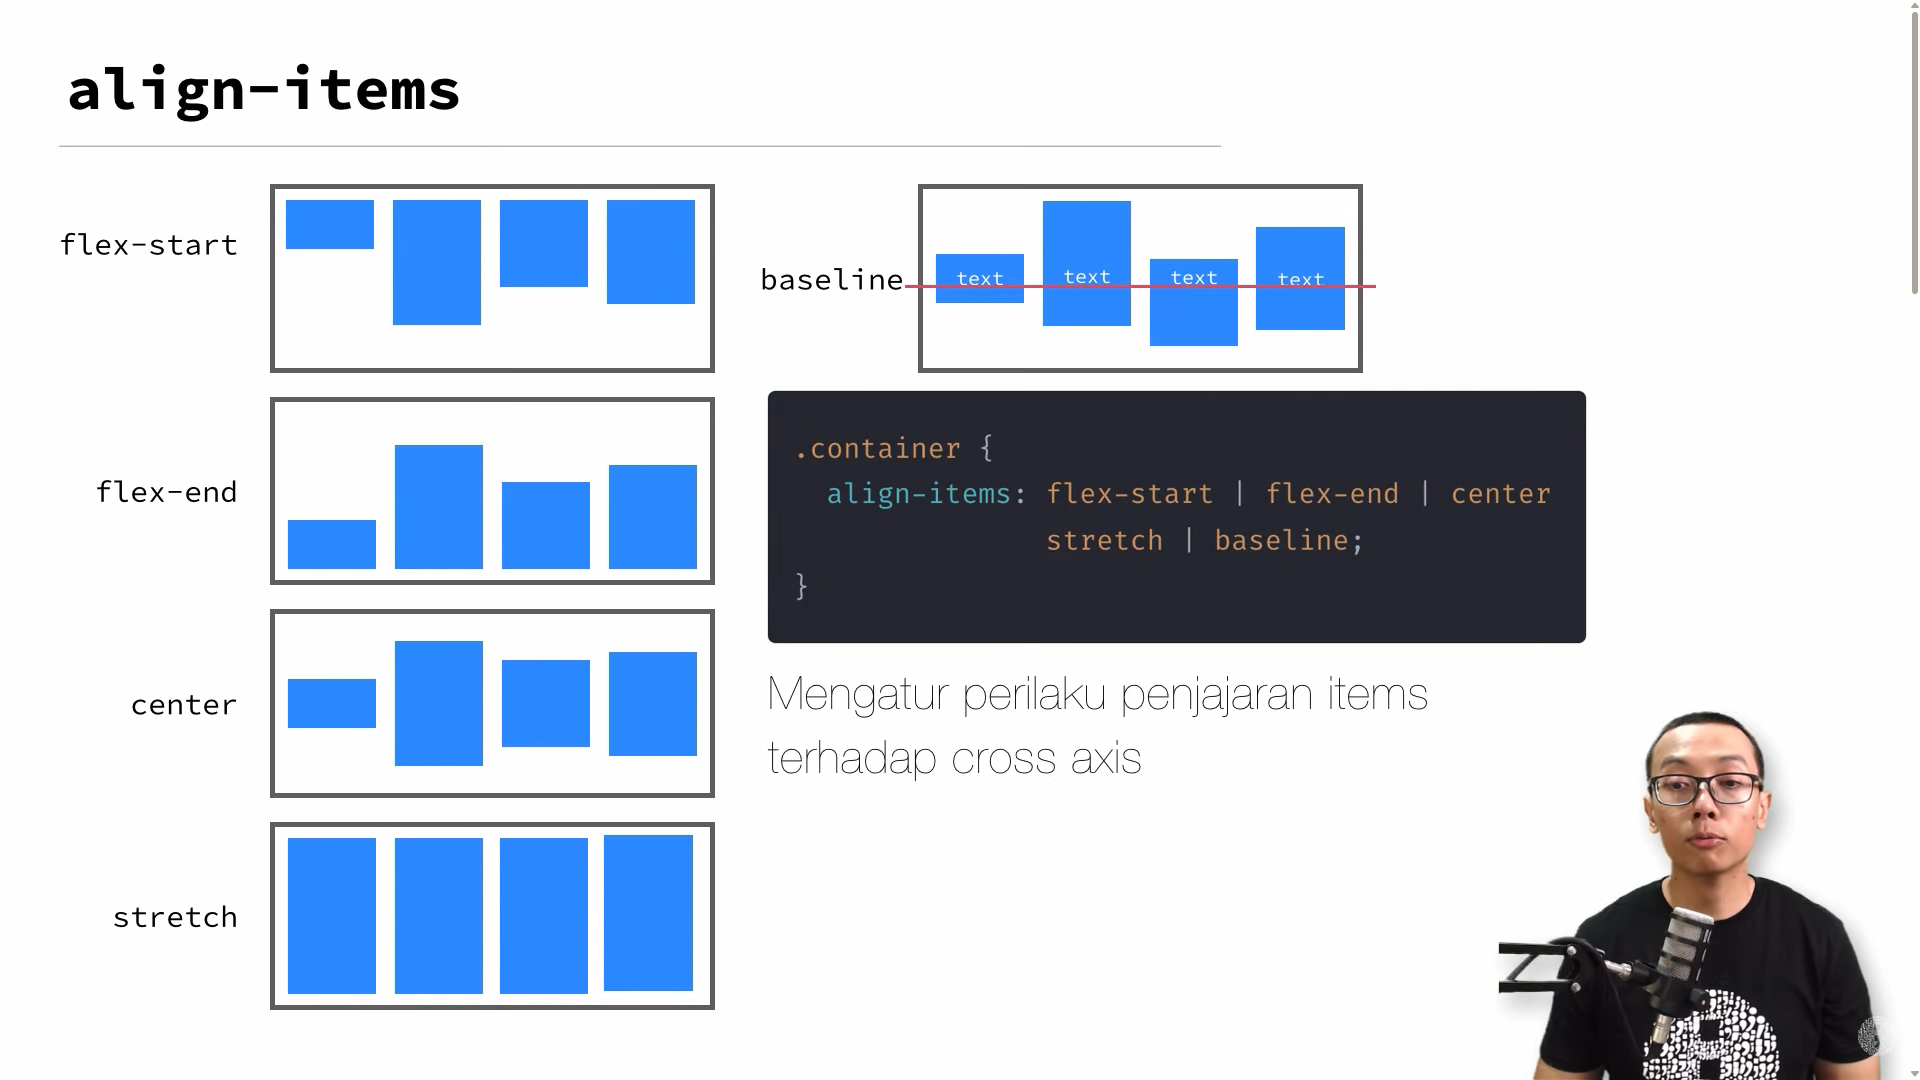 align-items
flex-start
flex-end
center
stretch
baseline
text text text text
.container {
align-items: flex-start | flex-end | center
stretch | baseline;
}
Mengatur perilaku penjajaran items
terhadap cross axis